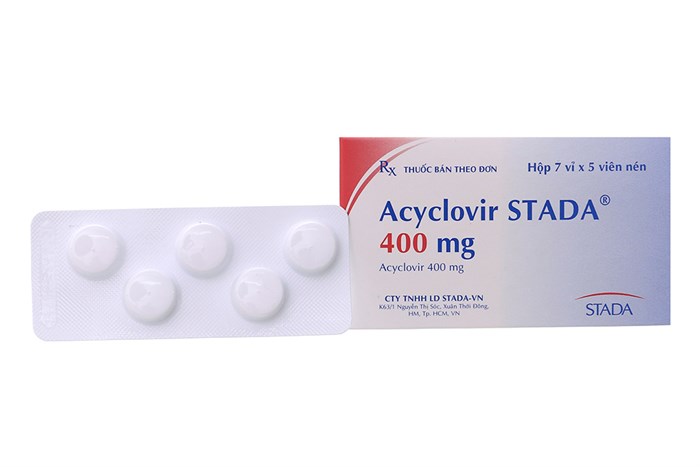 Rx THUỐC BÁN THEO ĐƠN
Hộp 7 vỉ x 5 viên nén
Acyclovir STADA®
400 mg
Acyclovir 400 mg
CTY TNHH LD STADA-VN
K63/1 Nguyễn Thị Sóc, Xuân Thới Đông,
HM, Tp. HCM, VN
STADA